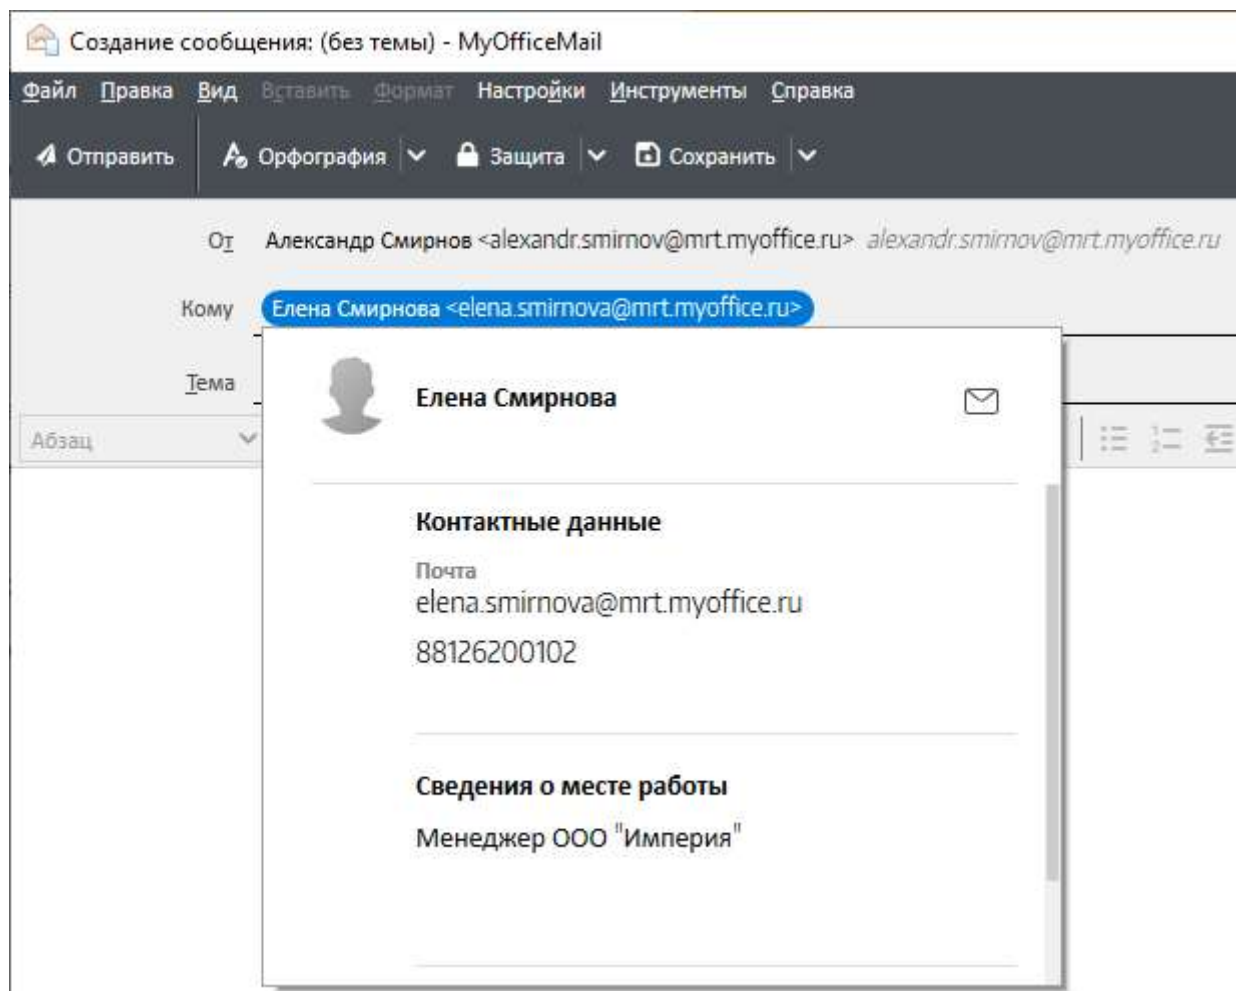 Создание сообщения: (без темы) - MyOfficeMail
Файл Правка Вид Вставить Формат Настройки Инструменты Справка
Отправить Орфография Защита Сохранить
От Александр Смирнов <alexandr.smirnov@mrt.myoffice.ru> alexandr.smirnov@mrt.myoffice.ru
Кому Елена Смирнова <elena.smirnova@mrt.myoffice.ru>
Тема
Елена Смирнова
Абзац
Контактные данные
Почта
elena.smirnova@mrt.myoffice.ru
88126200102
Сведения о месте работы
Менеджер ООО "Империя"